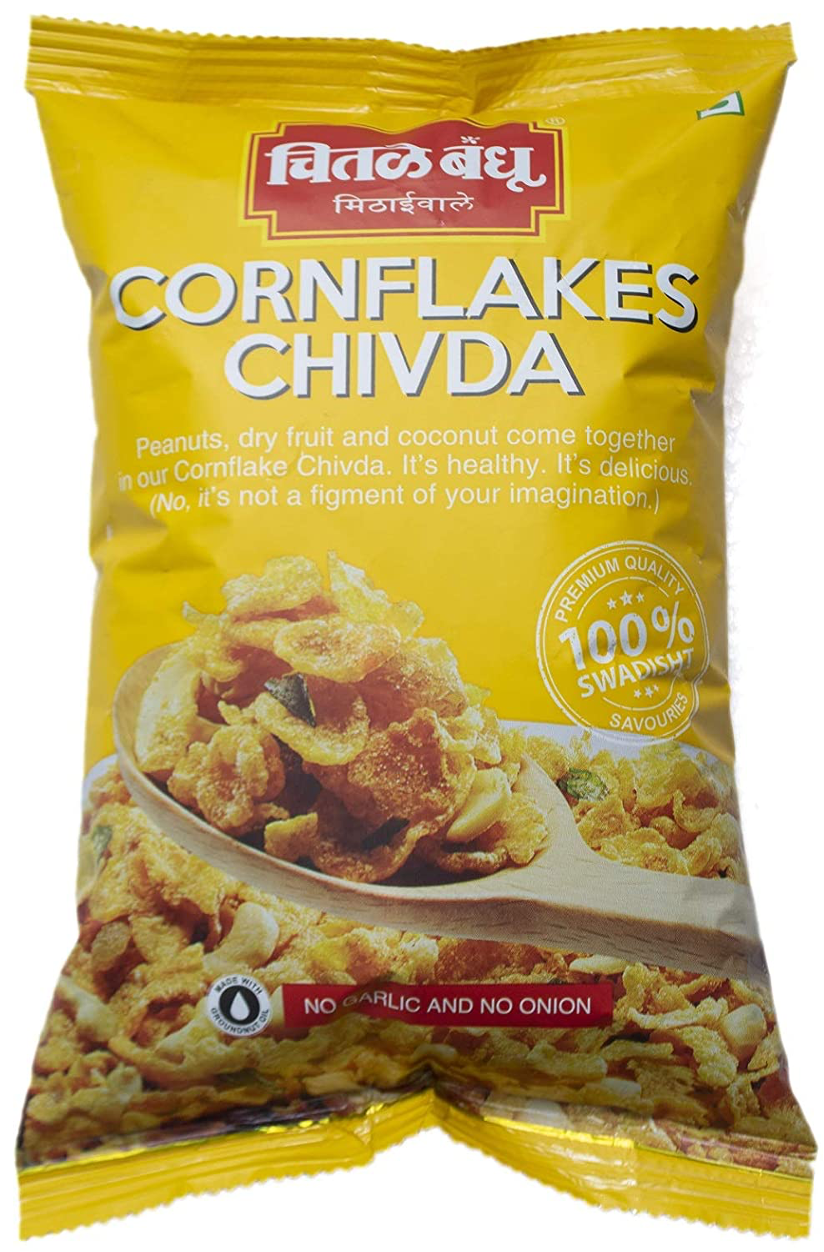 चितळे बंधू®
मिठाईवाले
CORNFLAKES
CHIVDA
Peanuts, dry fruit and coconut come together
in our Cornflake Chivda. It's healthy. It's delicious.
(No, it's not a figment of your imagination.)
PREMIUM QUALITY
100%
SWADISHT
SAVOURIES
MADE WITH
GROUNDNUT OIL
NO GARLIC AND NO ONION